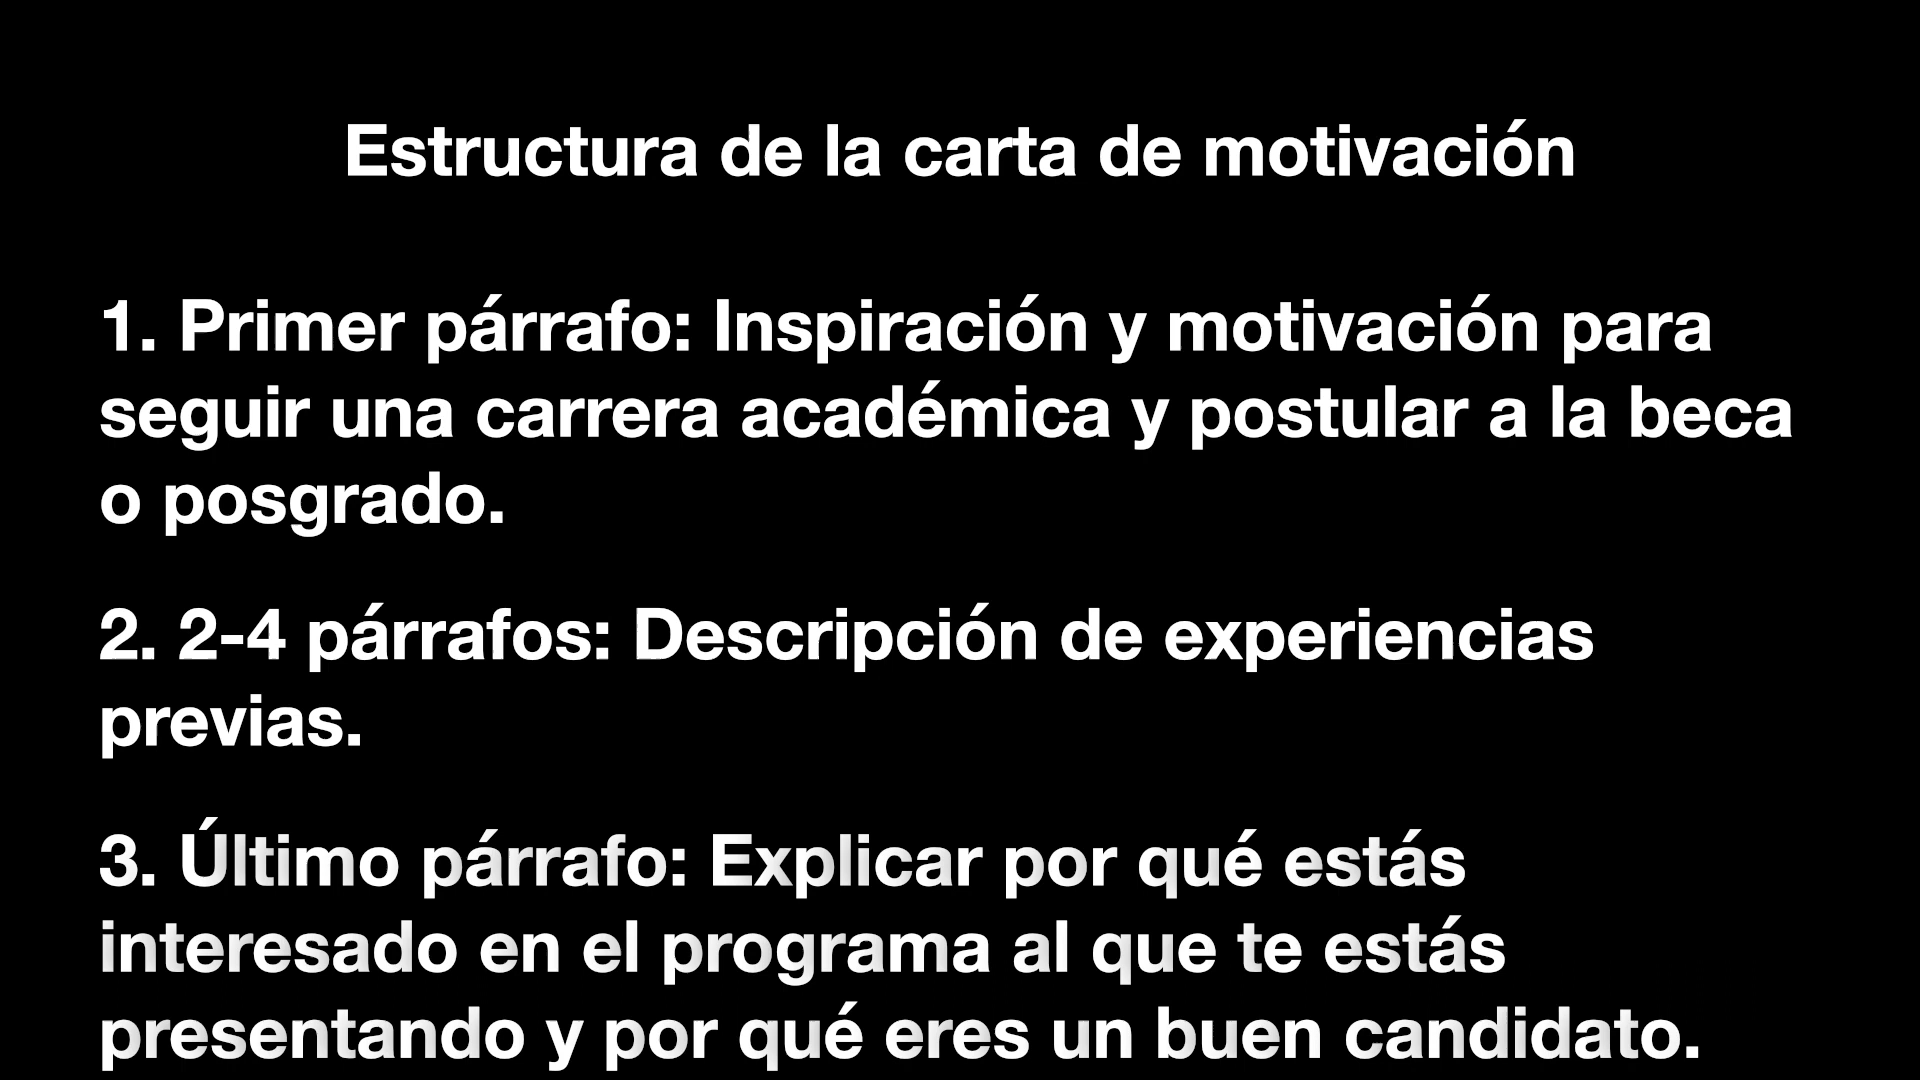 Estructura de la carta de motivación
1. Primer párrafo: Inspiración y motivación para
seguir una carrera académica y postular a la beca
o posgrado.
2. 2-4 párrafos: Descripción de experiencias
previas.
3. Último párrafo: Explicar por qué estás
interesado en el programa al que te estás
presentando y por qué eres un buen candidato.